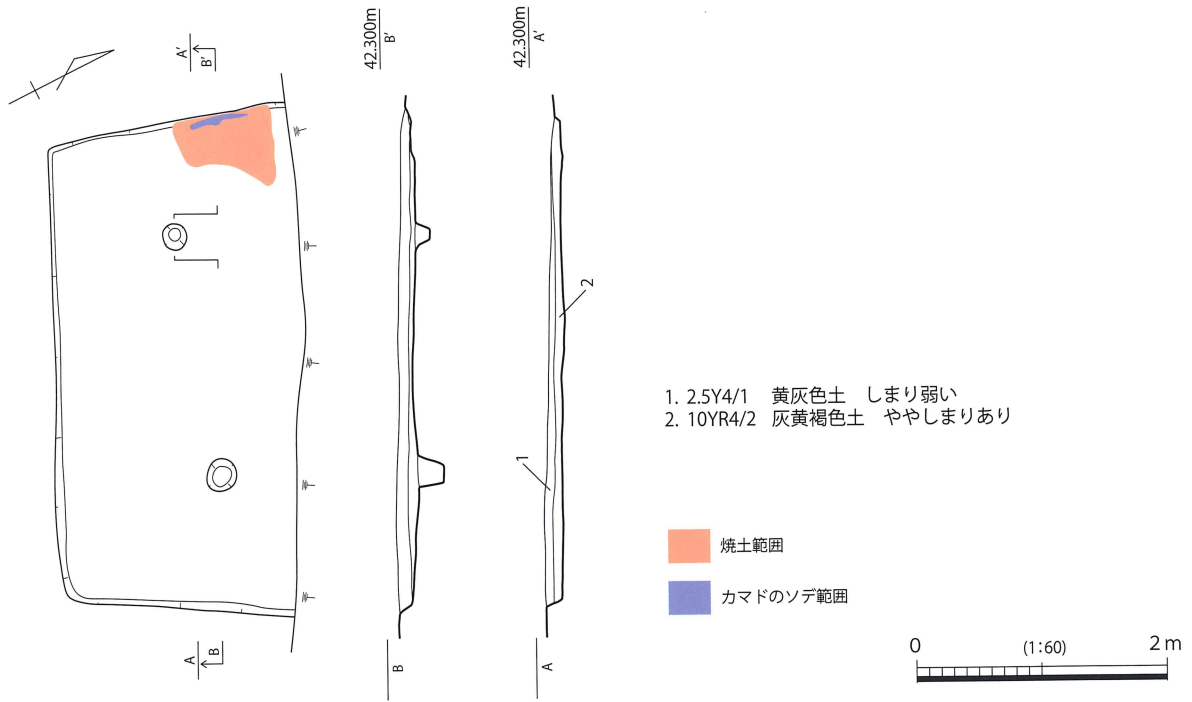 A'
B'
42.300m
B'
42.300m
A'
2
1
1. 2.5Y4/1 黄灰色土 しまり弱い
2. 10YR4/2 灰黄褐色土 ややしまりあり
焼土範囲
カマドのソデ範囲
A
B
B
A
0 (1:60) 2m